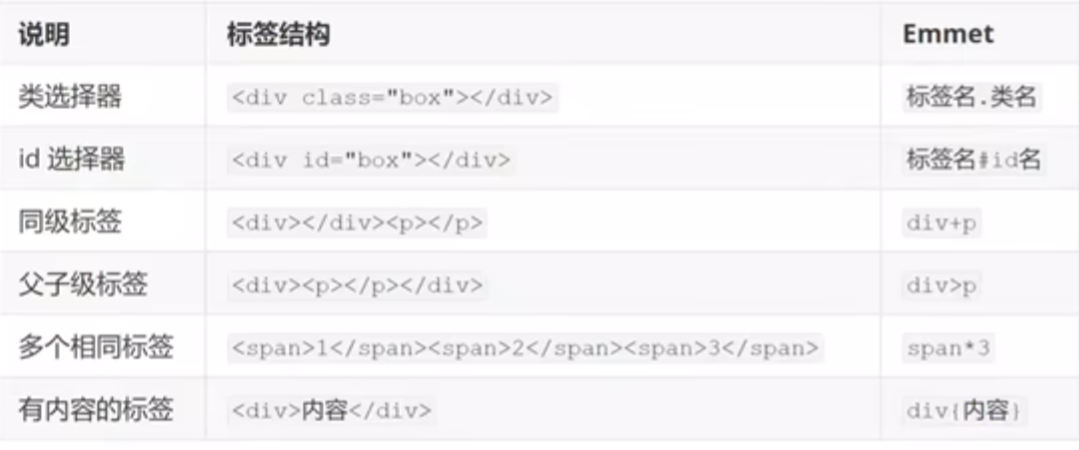 说明 标签结构 Emmet
类选择器 <div class="box"></div> 标签名.类名
id 选择器 <div id="box"></div> 标签名#id名
同级标签 <div></div><p></p> div+p
父子级标签 <div><p></p></div> div>p
多个相同标签 <span>1</span><span>2</span><span>3</span> span*3
有内容的标签 <div>内容</div> div{内容}